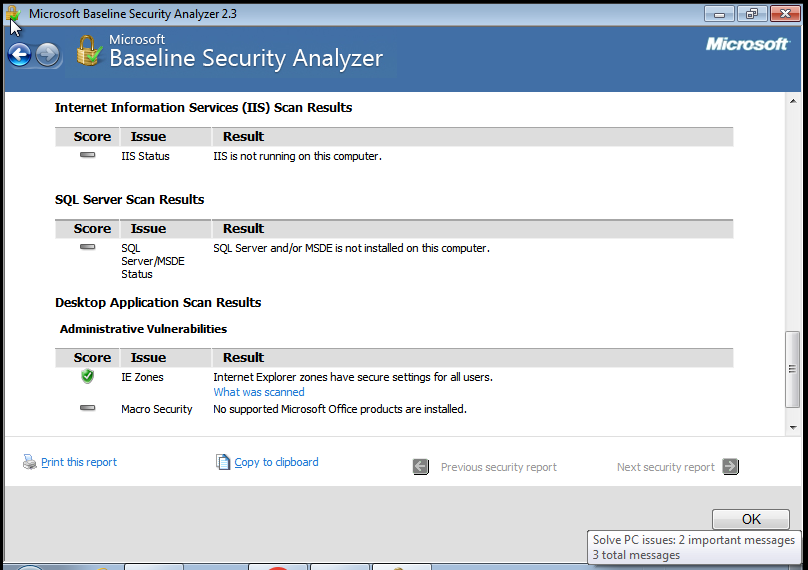 Microsoft Baseline Security Analyzer 2.3
Microsoft
Baseline Security Analyzer
Microsoft
Internet Information Services (IIS) Scan Results
Score Issue Result
IIS Status IIS is not running on this computer.
SQL Server Scan Results
Score Issue Result
SQL SQL Server and/or MSDE is not installed on this computer.
Server/MSDE
Status
Desktop Application Scan Results
Administrative Vulnerabilities
Score Issue Result
IE Zones Internet Explorer zones have secure settings for all users.
What was scanned
Macro Security No supported Microsoft Office products are installed.
Print this report Copy to clipboard Previous security report Next security report
OK
Solve PC issues: 2 important messages
3 total messages